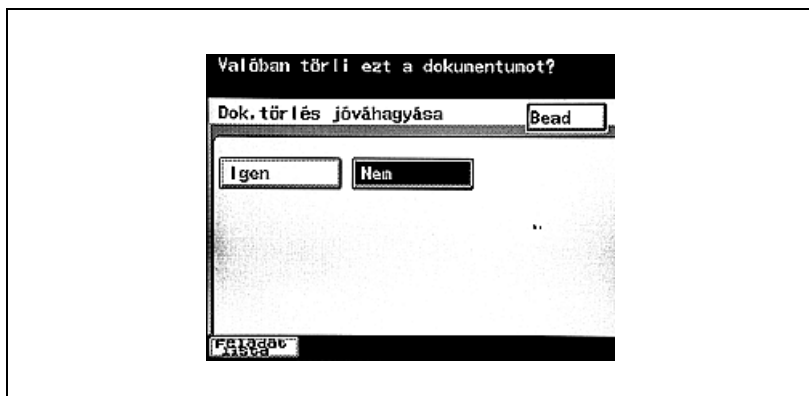 Valóban törli ezt a dokumentumot?
Dok.törlés jóváhagyása
Bead
Igen
Nem
Feladat
lista